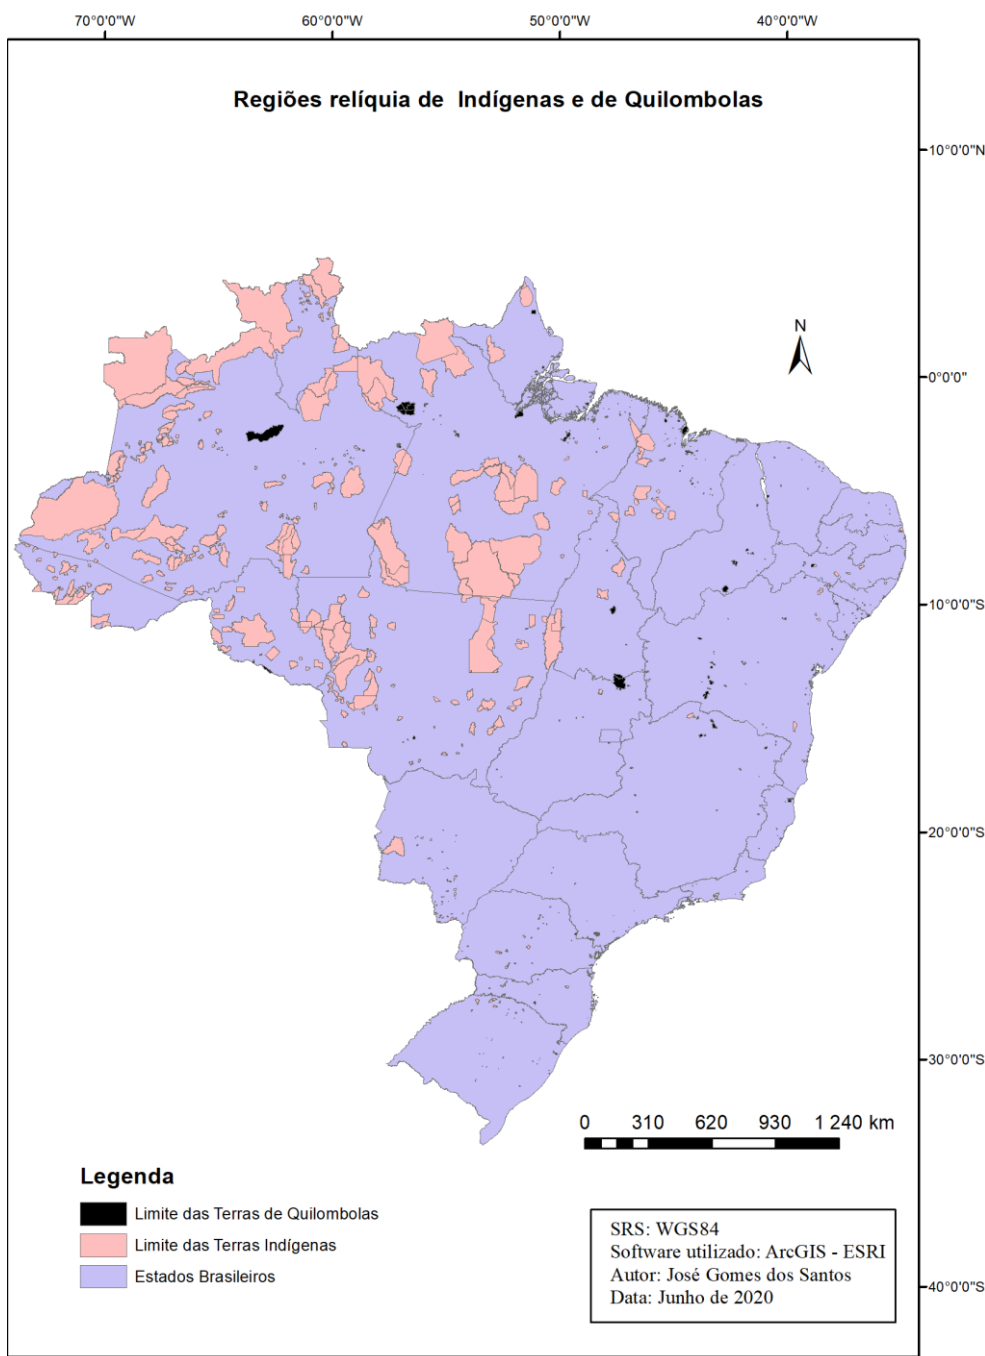 70°0'0"W 60°0'0"W 50°0'0"W 40°0'0"W
Regiões relíquia de  Indígenas e de Quilombolas
10°0'0"N
N
0°0'0"
10°0'0"S
20°0'0"S
30°0'0"S
0 310 620 930 1 240 km
Legenda
Limite das Terras de Quilombolas
Limite das Terras Indígenas
Estados Brasileiros
SRS: WGS84
Software utilizado: ArcGIS - ESRI
Autor: José Gomes dos Santos
Data: Junho de 2020
40°0'0"S